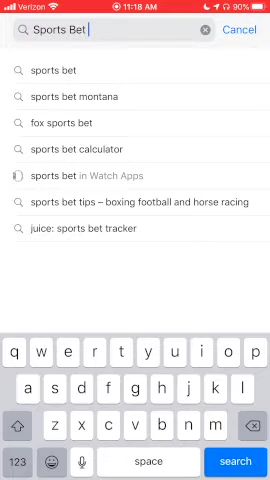 Verizon 11:18 AM 90%
Sports Bet Cancel
sports bet
sports bet montana
fox sports bet
sports bet calculator
sports bet in Watch Apps
sports bet tips – boxing football and horse racing
juice: sports bet tracker
q w e r t y u i o p
a s d f g h j k l
z x c v b n m
123 space search